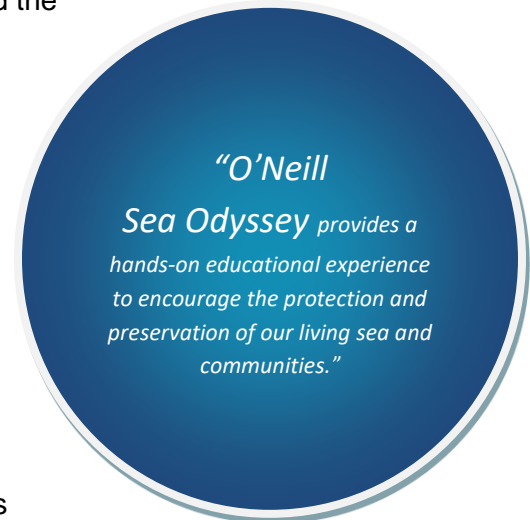 d the
“O’Neill
Sea Odyssey provides a
hands-on educational experience
to encourage the protection and
preservation of our living sea and
communities.”
s